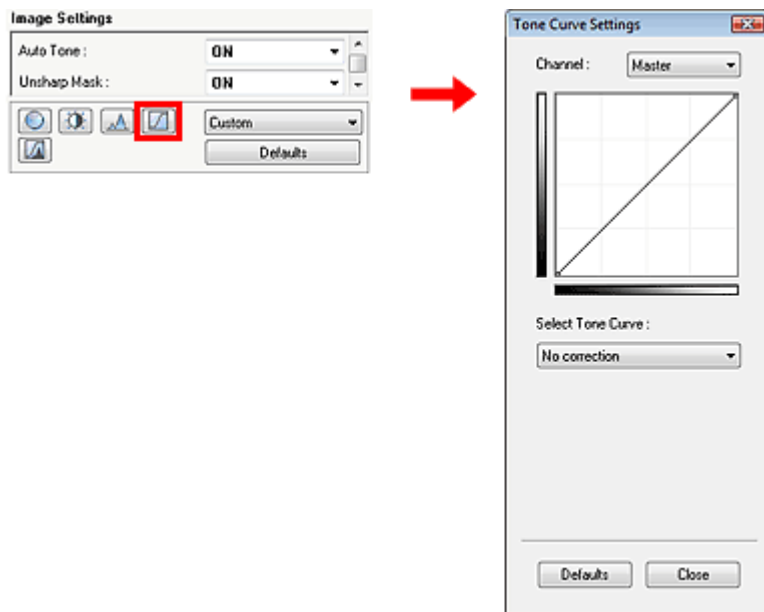 Image Settings
Auto Tone : ON
Unsharp Mask : ON
Custom
Defaults
Tone Curve Settings
Channel : Master
Select Tone Curve :
No correction
Defaults Close